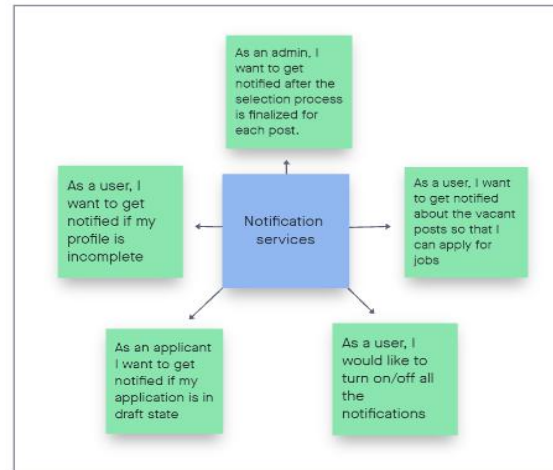 As an admin, I
want to get
notified after the
selection process
is finalized for
each post.
As a user, I
want to get
notified if my
profile is
incomplete
Notification
services
As a user, I want
to get notified
about the vacant
posts so that I
can apply for
jobs
As an applicant
I want to get
notified if my
application is in
draft state
As a user, I
would like to
turn on/off all
the
notifications